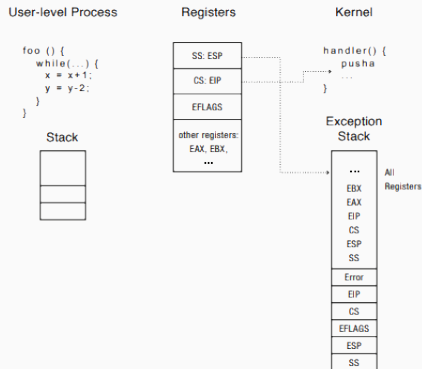 User-level Process
foo () {
while(...) {
x = x+1;
y = y-2;
}
}
Stack
Registers
SS: ESP
CS: EIP
EFLAGS
other registers:
EAX, EBX,
...
Kernel
handler() {
pusha
...
}
Exception
Stack
...
EBX
EAX
EIP
CS
ESP
SS
All
Registers
Error
EIP
CS
EFLAGS
ESP
SS